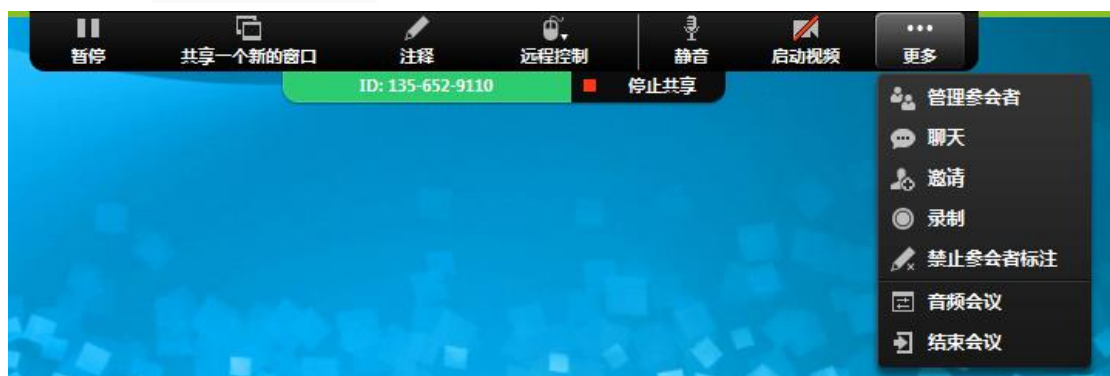 暂停 共享一个新的窗口 注释 远程控制 静音 启动视频 更多
ID: 135-652-9110 停止共享
管理参会者
聊天
邀请
录制
禁止参会者标注
音频会议
结束会议